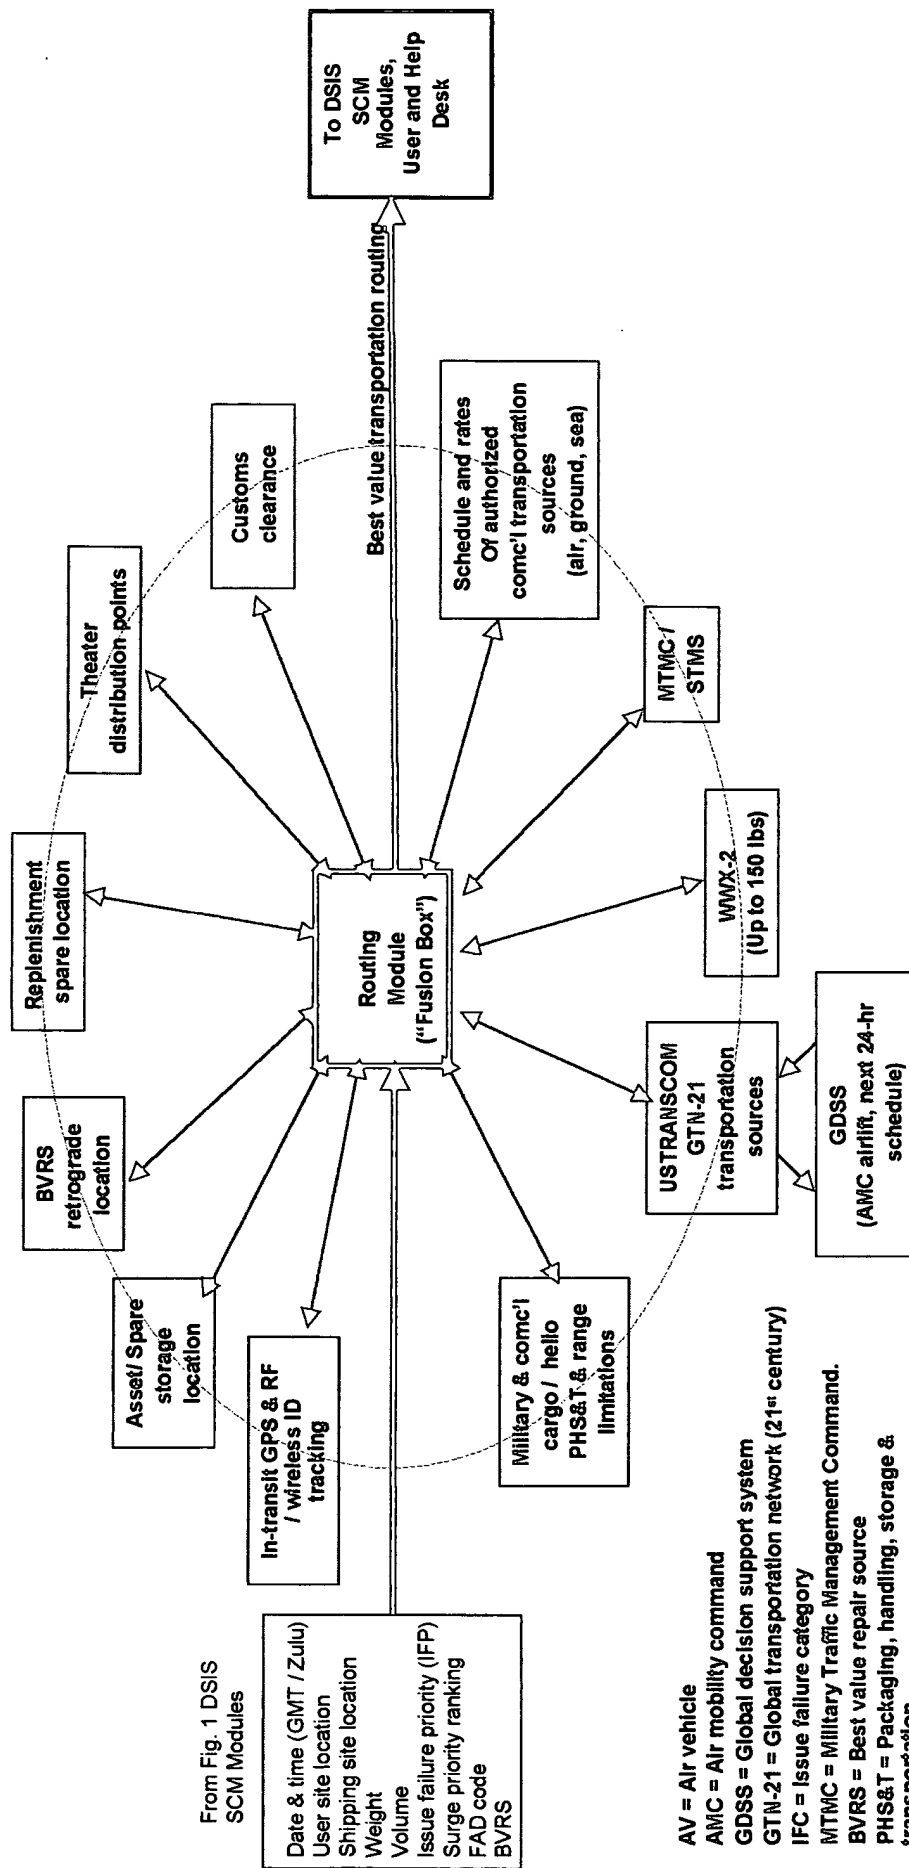 From Fig. 1 DSIS
SCM Modules
Date & time (GMT / Zulu)
User site location
Shipping site location
Weight
Volume
Issue failure priority (IFP)
Surge priority ranking
FAD code
BVRS
In-transit GPS & RF
/ wireless ID
tracking
Asset/ Spare
storage
location
BVRS
retrograde
location
Replenishment
spare location
Theater
distribution points
Customs
clearance
Routing
Module
(“Fusion Box”)
Best value transportation routing
To DSIS
SCM
Modules,
User and Help
Desk
Military & comc'l
cargo / hello
PHS&T & range
limitations
USTRANSCOM
GTN-21
transportation
sources
GDSS
(AMC airlift, next 24-hr
schedule)
WWX-2
(Up to 150 lbs)
MTMC /
STMS
Schedule and rates
Of authorized
comc'l transportation
sources
(air, ground, sea)
AV = Air vehicle
AMC = Air mobility command
GDSS = Global decision support system
GTN-21 = Global transportation network (21st century)
IFC = Issue failure category
MTMC = Military Traffic Management Command.
BVRS = Best value repair source
PHS&T = Packaging, handling, storage &
transportation